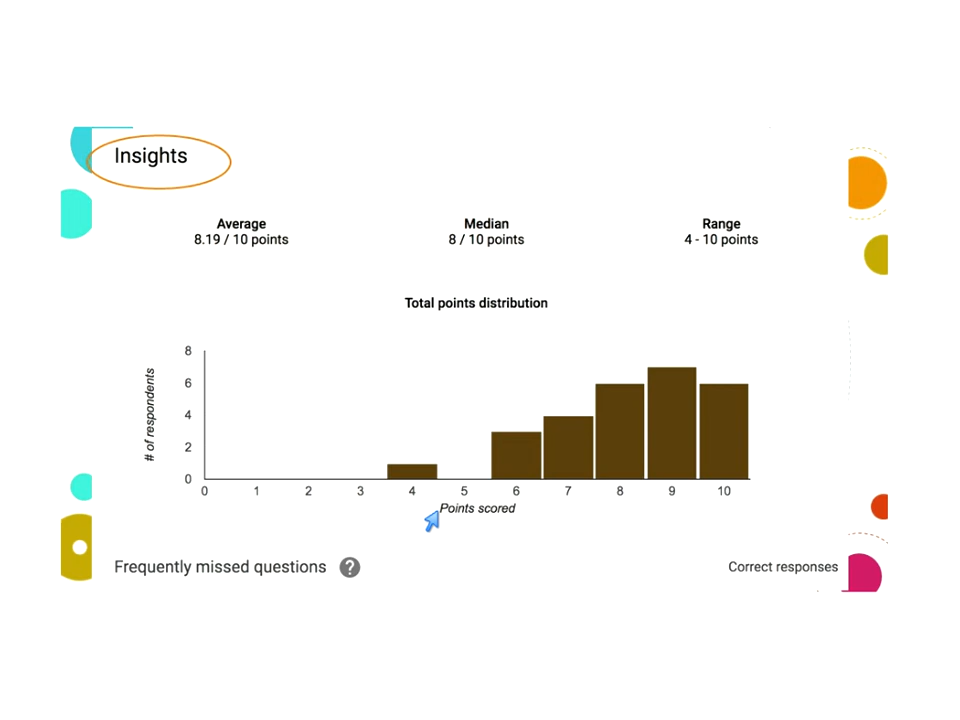 Insights
Average
8.19 / 10 points
Median
8 / 10 points
Range
4 - 10 points
Total points distribution
# of respondents
8
6
4
2
0
0 1 2 3 4 5 6 7 8 9 10
Points scored
Frequently missed questions ?
Correct responses